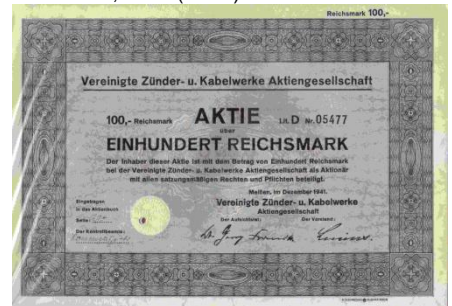 Reichsmark 100,-
Vereinigte Zünder- u. Kabelwerke Aktiengesellschaft
100,- Reichsmark AKTIE Lit. D Nr. 05477
über
EINHUNDERT REICHSMARK
Der Inhaber dieser Aktie ist mit dem Betrag von Einhundert Reichsmark
bei der Vereinigte Zünder- u. Kabelwerke Aktiengesellschaft als Aktionär
mit allen satzungsmäßigen Rechten und Pflichten beteiligt.
Meißen, im Dezember 1941.
Vereinigte Zünder- u. Kabelwerke
Aktiengesellschaft
Eingetragen
in das Aktienbuch
Seite:
Der Aufsichtsrat: Der Vorstand:
Der Kontrollbeamte:
Dr. Georg